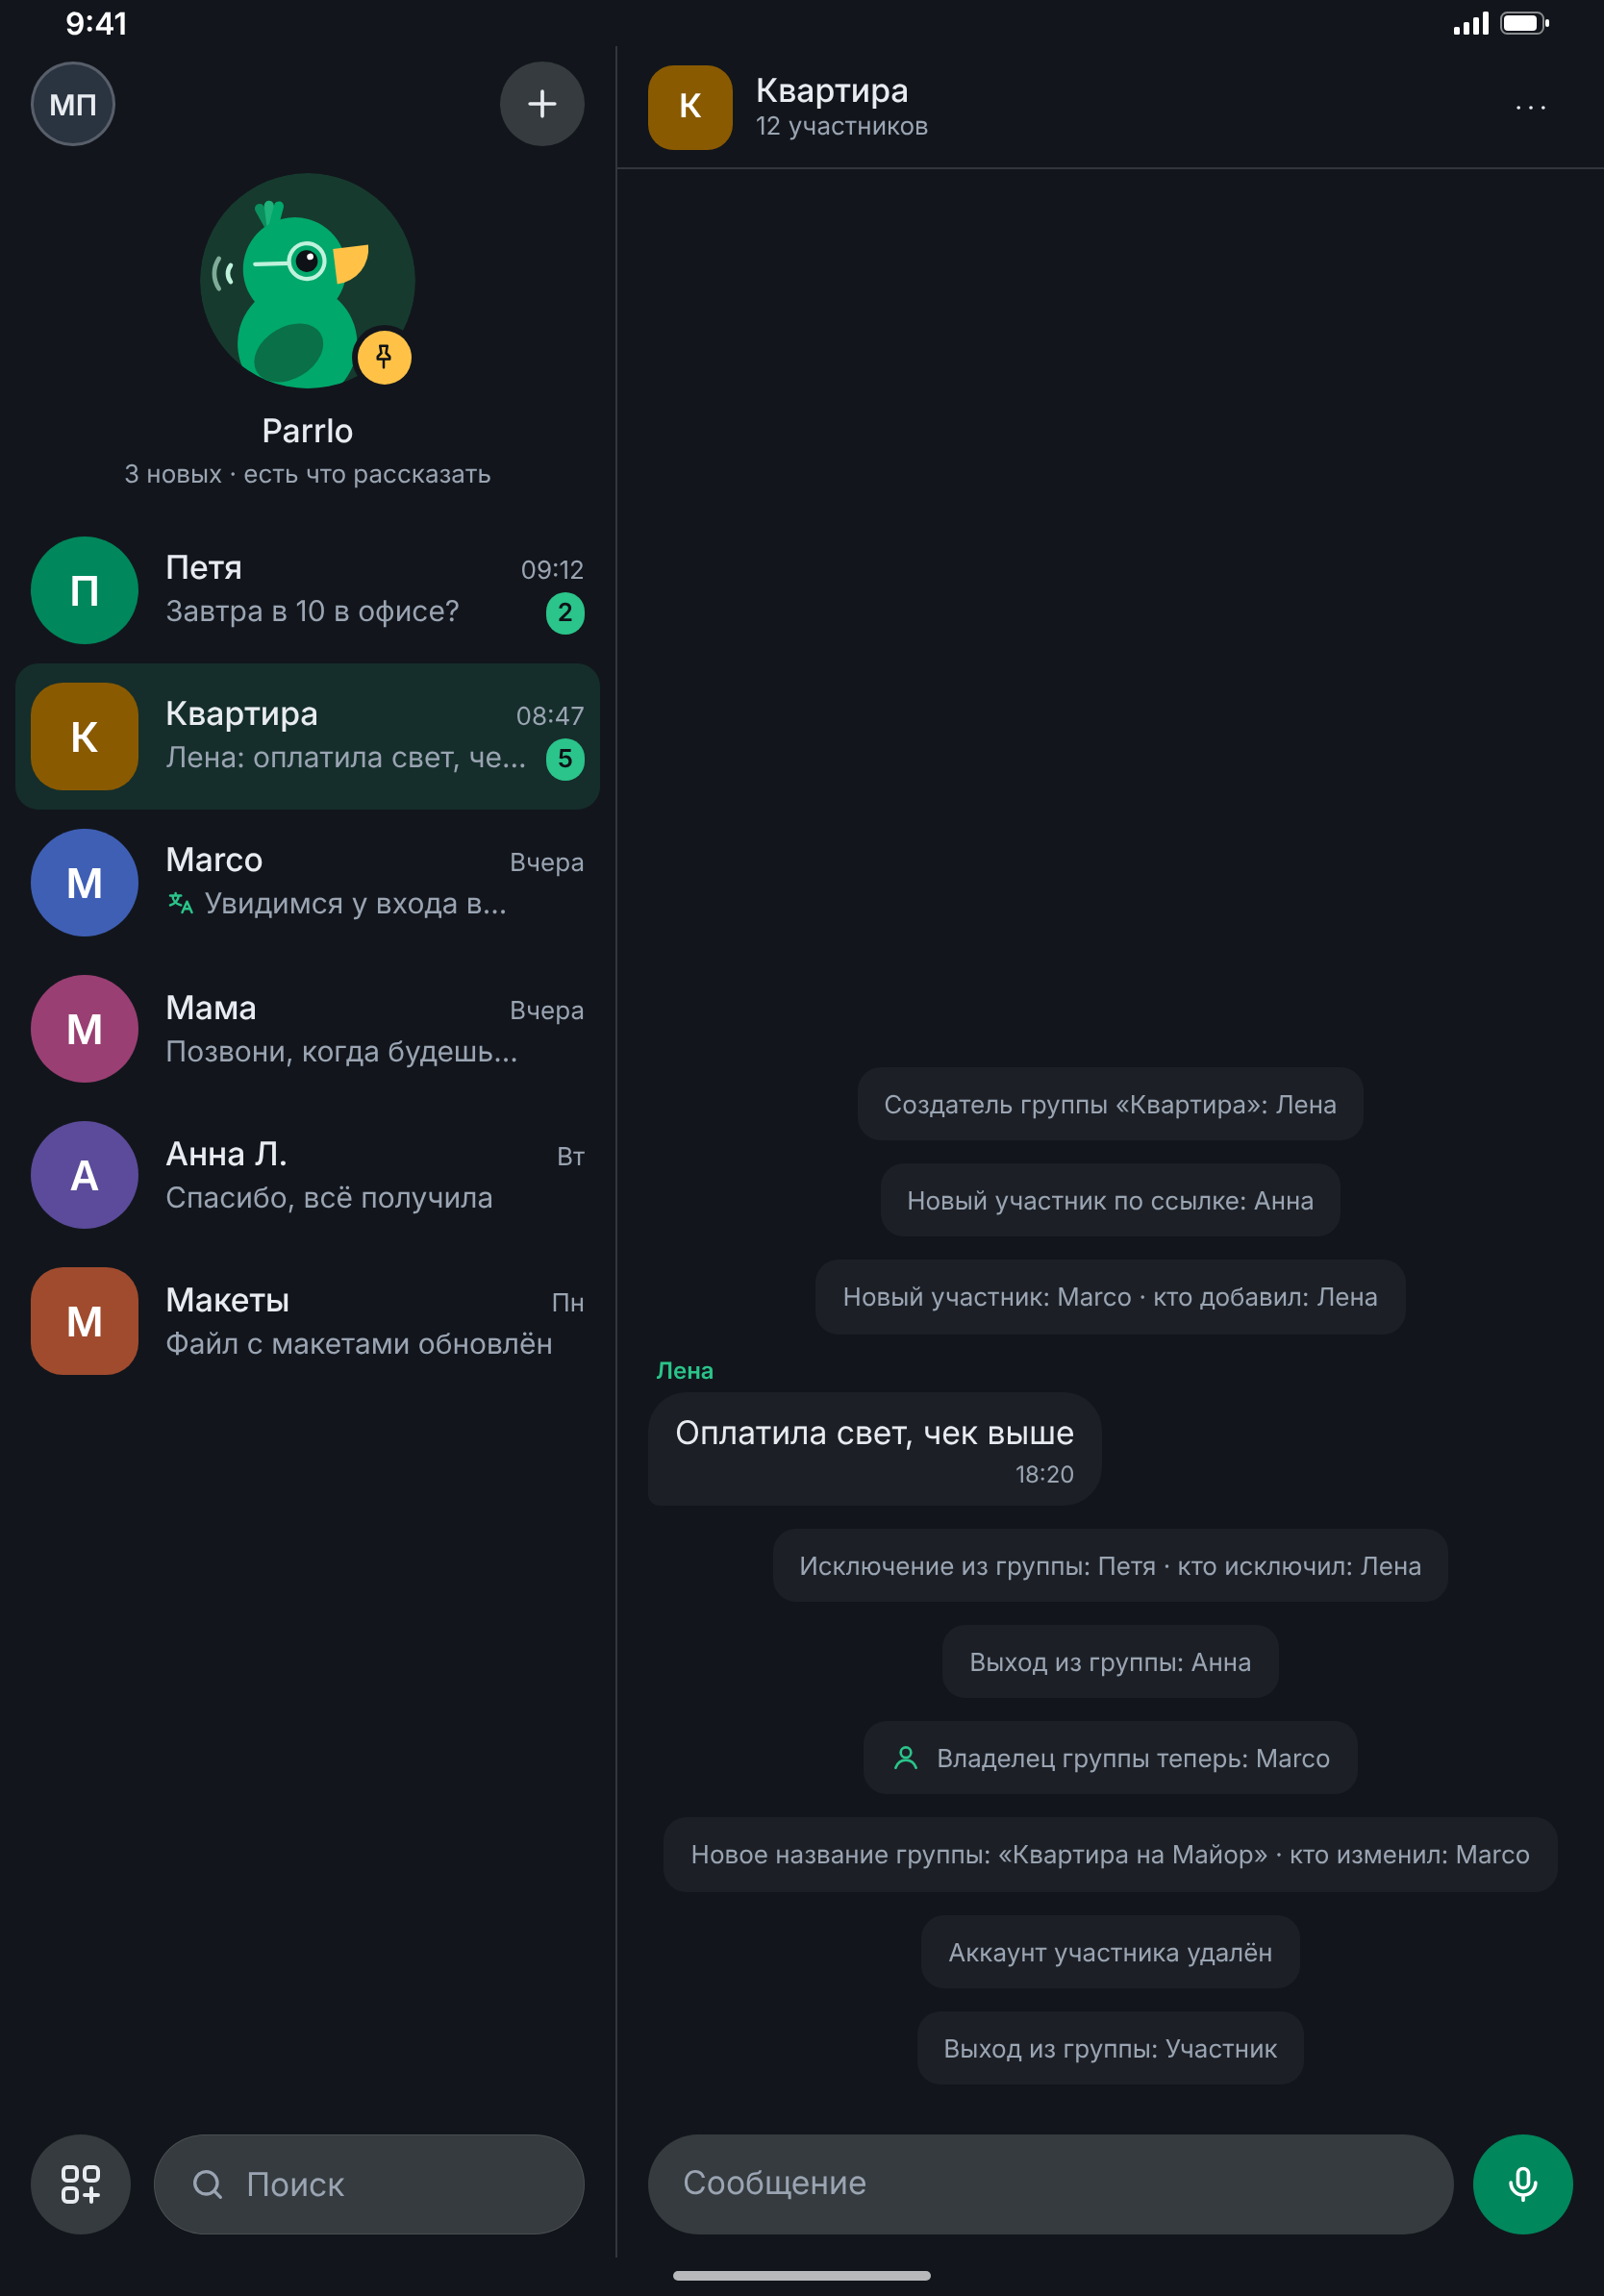 9:41
МП
Parrlo
3 новых · есть что рассказать
П
Петя
09:12
Завтра в 10 в офисе?
2
К
Квартира
08:47
Лена: оплатила свет, че...
5
M
Marco
Вчера
Увидимся у входа в...
М
Мама
Вчера
Позвони, когда будешь...
А
Анна Л.
Вт
Спасибо, всё получила
М
Макеты
Пн
Файл с макетами обновлён
Поиск
К
Квартира
12 участников
Создатель группы «Квартира»: Лена
Новый участник по ссылке: Анна
Новый участник: Marco · кто добавил: Лена
Лена
Оплатила свет, чек выше
18:20
Исключение из группы: Петя · кто исключил: Лена
Выход из группы: Анна
Владелец группы теперь: Marco
Новое название группы: «Квартира на Майор» · кто изменил: Marco
Аккаунт участника удалён
Выход из группы: Участник
Сообщение